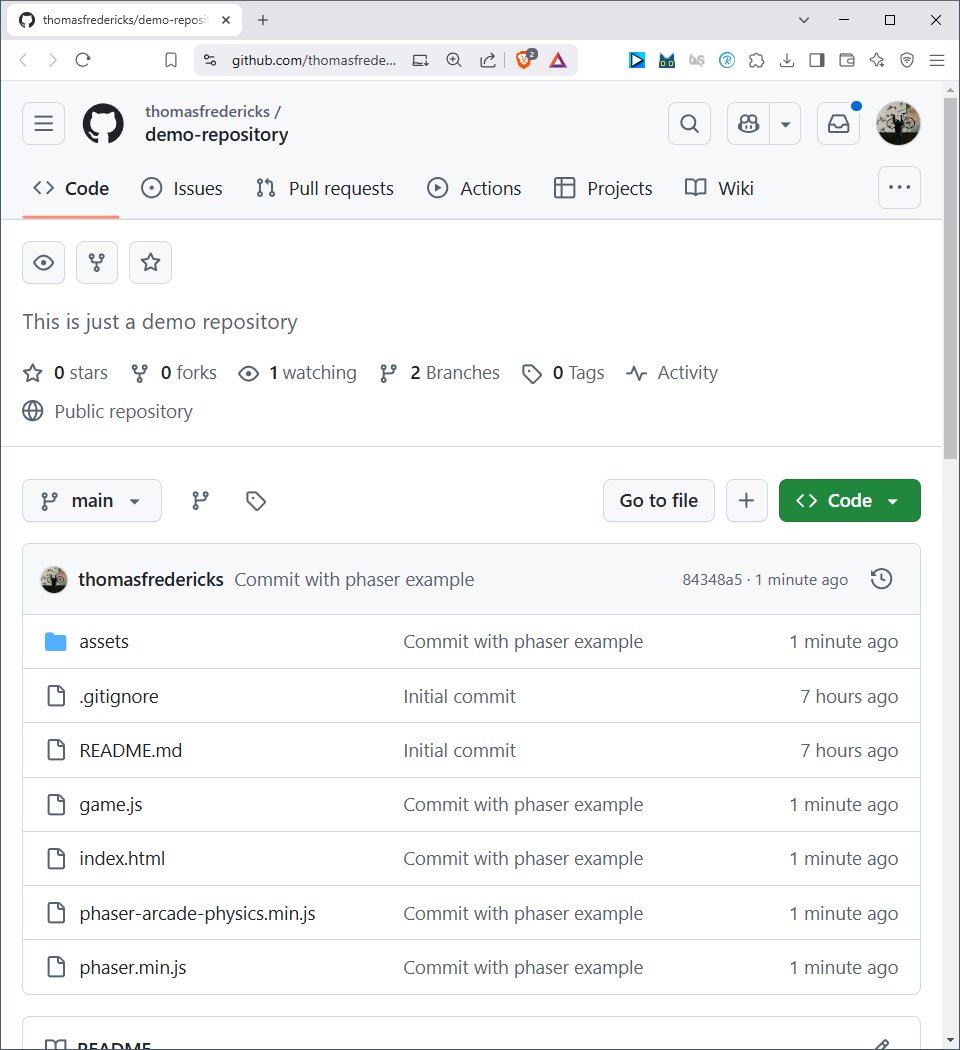 thomasfredericks/demo-reposi
github.com/thomasfrede...
2
thomasfredericks /
demo-repository
Code Issues Pull requests Actions Projects Wiki
This is just a demo repository
0 stars 0 forks 1 watching 2 Branches 0 Tags Activity
Public repository
main Go to file Code
thomasfredericks Commit with phaser example 84348a5 · 1 minute ago
assets Commit with phaser example 1 minute ago
.gitignore Initial commit 7 hours ago
README.md Initial commit 7 hours ago
game.js Commit with phaser example 1 minute ago
index.html Commit with phaser example 1 minute ago
phaser-arcade-physics.min.js Commit with phaser example 1 minute ago
phaser.min.js Commit with phaser example 1 minute ago
README